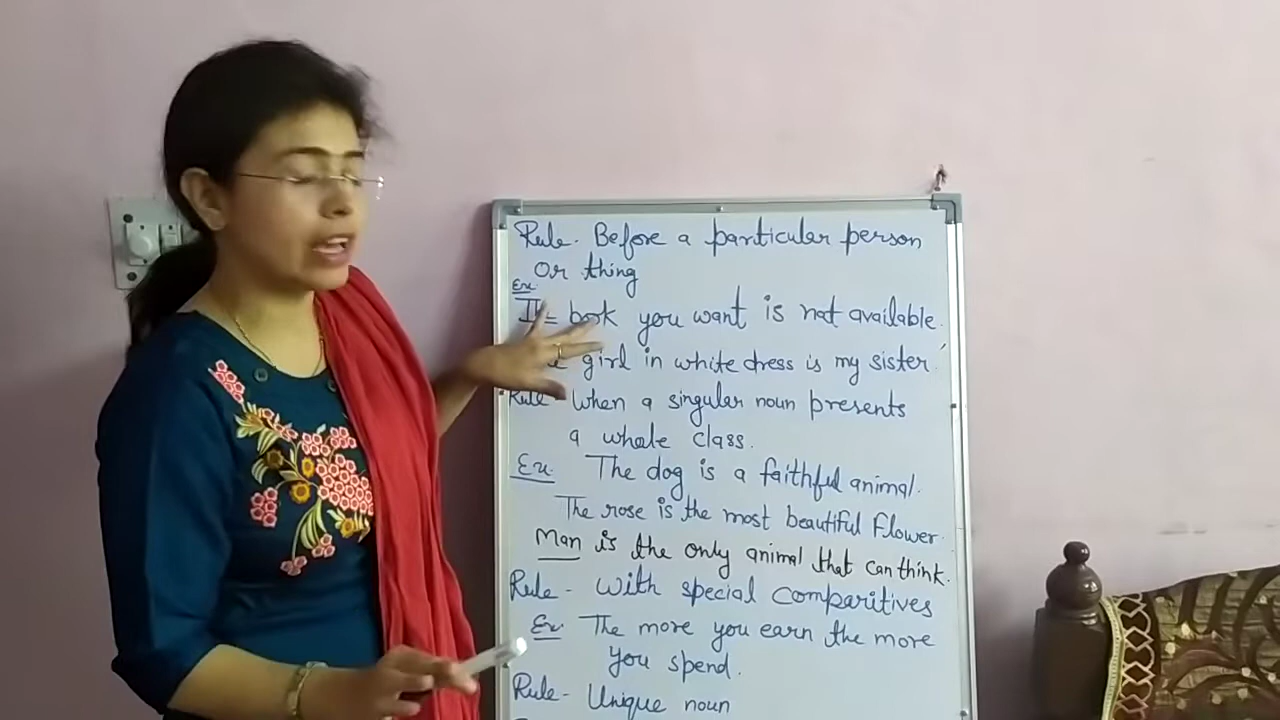 Rule- Before a particular person
Or thing
Ex:
book you want is not available.
girl in white dress is my sister.
Rule- When a singular noun presents
a whole class.
Ex. The dog is a faithful animal.
The rose is the most beautiful flower.
Man is the only animal that can think.
Rule- With special comparitives
Ex: The more you earn the more
you spend.
Rule- Unique noun